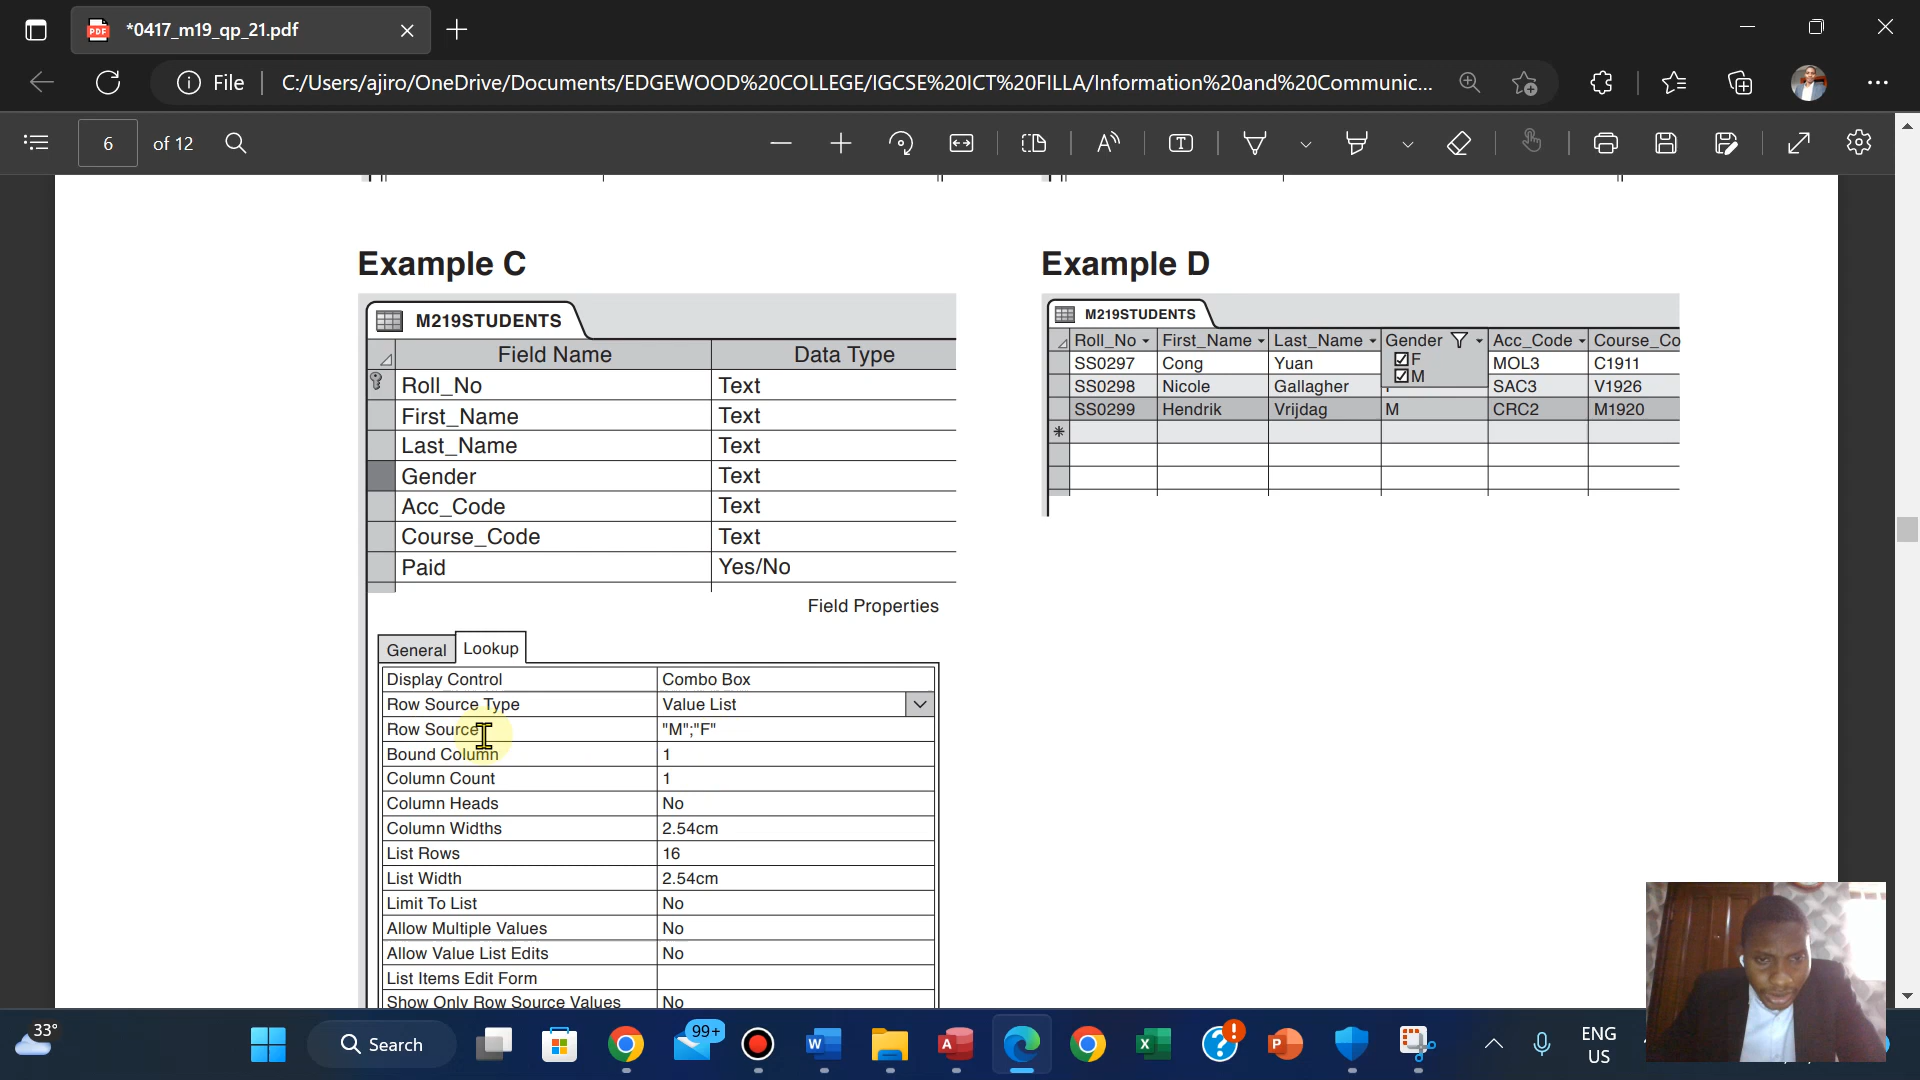 *0417_m19_qp_21.pdf
File
C:/Users/ajiro/OneDrive/Documents/EDGEWOOD%20COLLEGE/IGCSE%20ICT%20FILLA/Information%20and%20Communic...
6 of 12
Example C
M219STUDENTS
Field Name Data Type
Roll_No Text
First_Name Text
Last_Name Text
Gender Text
Acc_Code Text
Course_Code Text
Paid Yes/No
Field Properties
General Lookup
Display Control Combo Box
Row Source Type Value List
Row Source "M";"F"
Bound Column 1
Column Count 1
Column Heads No
Column Widths 2.54cm
List Rows 16
List Width 2.54cm
Limit To List No
Allow Multiple Values No
Allow Value List Edits No
List Items Edit Form
Show Only Row Source Values No
Example D
M219STUDENTS
Roll_No First_Name Last_Name Gender Acc_Code Course_Co
SS0297 Cong Yuan F MOL3 C1911
SS0298 Nicole Gallagher M SAC3 V1926
SS0299 Hendrik Vrijdag M CRC2 M1920
33°
Search
99+
ENG
US